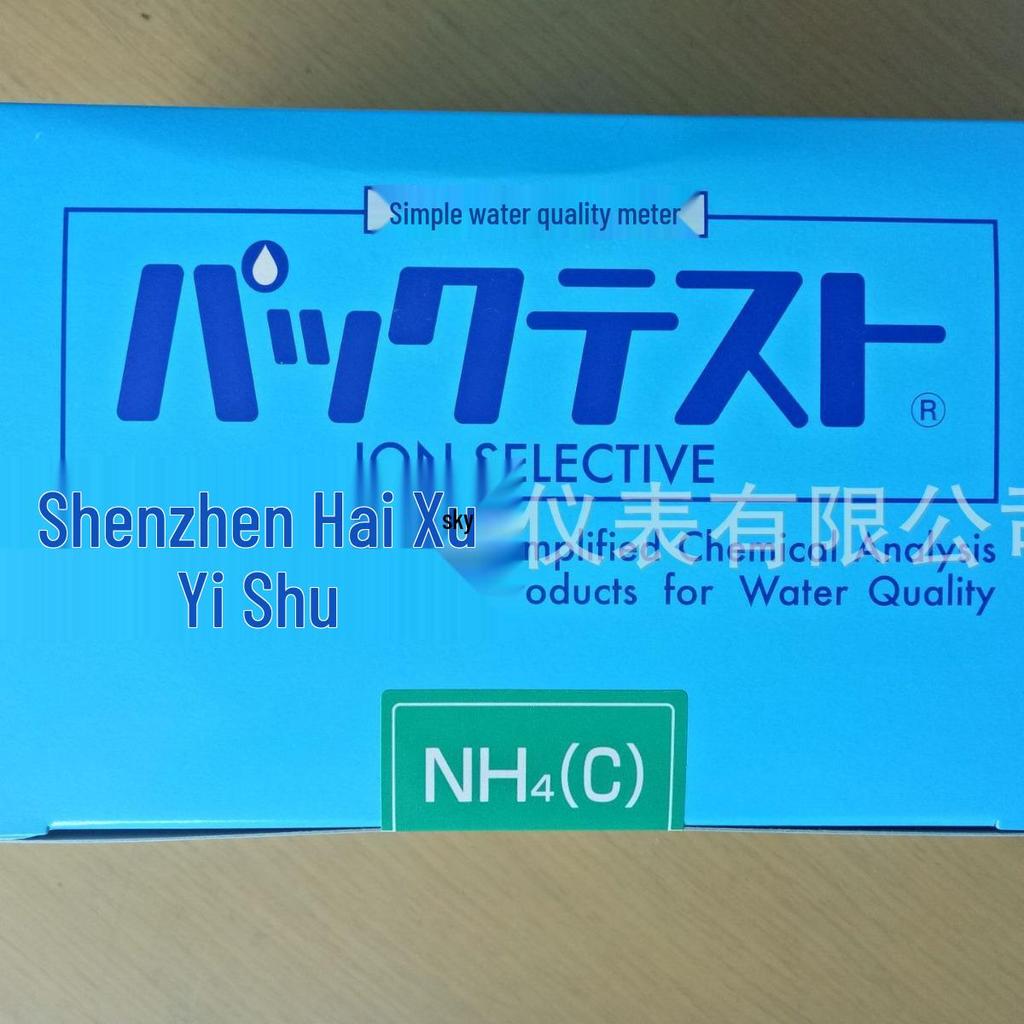 Simple water quality meter
パックテスト
®
ION SELECTIVE
Shenzhen Hai Xu
sky
仪表有限公司
mplified Chemical Analysis
Yi Shu
oducts for Water Quality
NH₄(C)